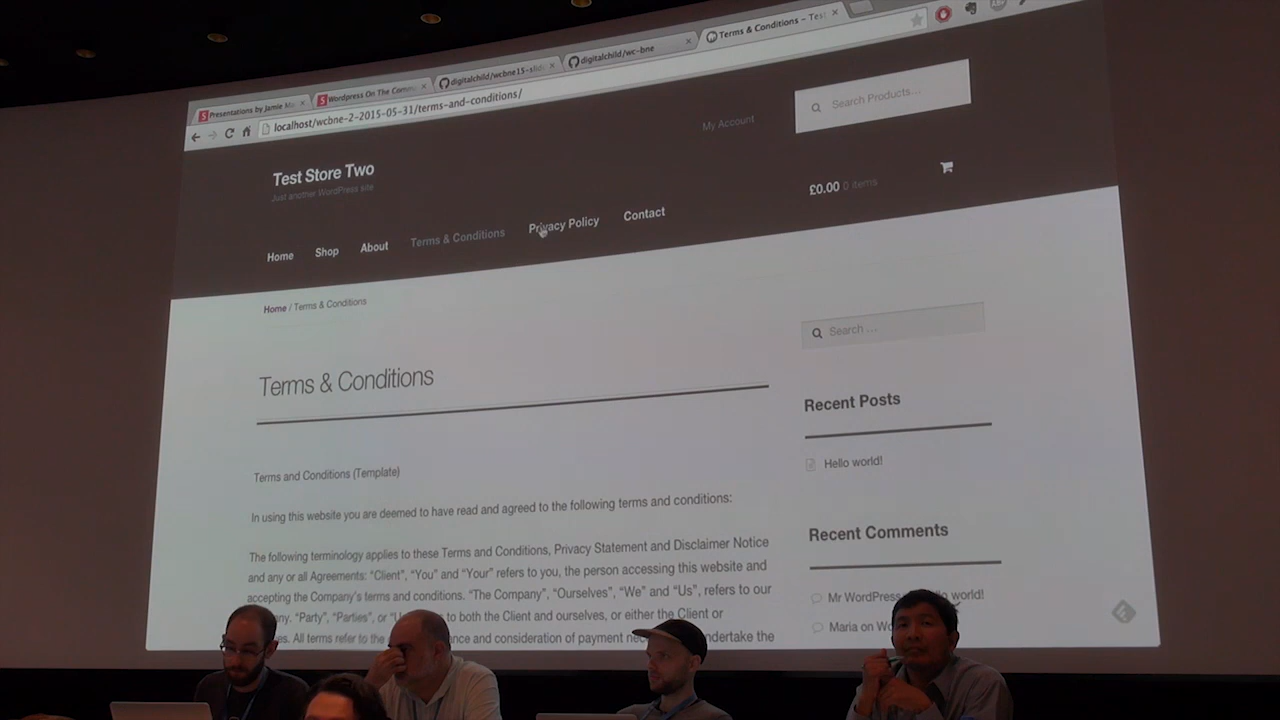 Presentations by Jamie
Wordpress On The Comm
digitalchild/wcbne15-slid
digitalchild/wc-bne
Terms & Conditions – Tes
localhost/wcbne-2-2015-05-31/terms-and-conditions/
My Account
Search Products…
Test Store Two
Just another WordPress site
£0.00 0 items
Home Shop About Terms & Conditions Privacy Policy Contact
Home / Terms & Conditions
Search …
Terms & Conditions
Recent Posts
Hello world!
Terms and Conditions (Template)
In using this website you are deemed to have read and agreed to the following terms and conditions:
Recent Comments
The following terminology applies to these Terms and Conditions, Privacy Statement and Disclaimer Notice
and any or all Agreements: “Client”, “You” and “Your” refers to you, the person accessing this website and
accepting the Company’s terms and conditions. “The Company”, “Ourselves”, “We” and “Us”, refers to our
“Party”, “Parties”, or to both the Client and ourselves, or either the Client or
All terms refer to the and consideration of payment undertake the
Mr WordPress world!
Maria on